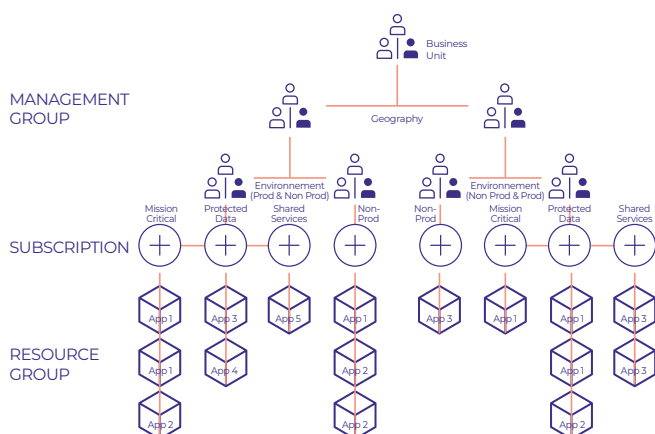 Business
Unit
MANAGEMENT
GROUP
Geography
Environnement
(Prod & Non Prod)
Environnement
(Non Prod & Prod)
Mission
Critical
Protected
Data
Shared
Services
Non-
Prod
Non-
Prod
Mission
Critical
Protected
Data
Shared
Services
SUBSCRIPTION
App 1
App 3
App 5
App 1
App 3
App 1
App 1
App 3
RESOURCE
GROUP
App 1
App 4
App 2
App 1
App 3
App 2
App 2
App 2